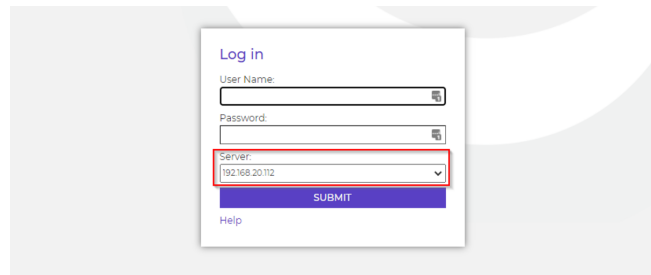 Log in
User Name:
Password:
Server:
192.168.20.112
SUBMIT
Help